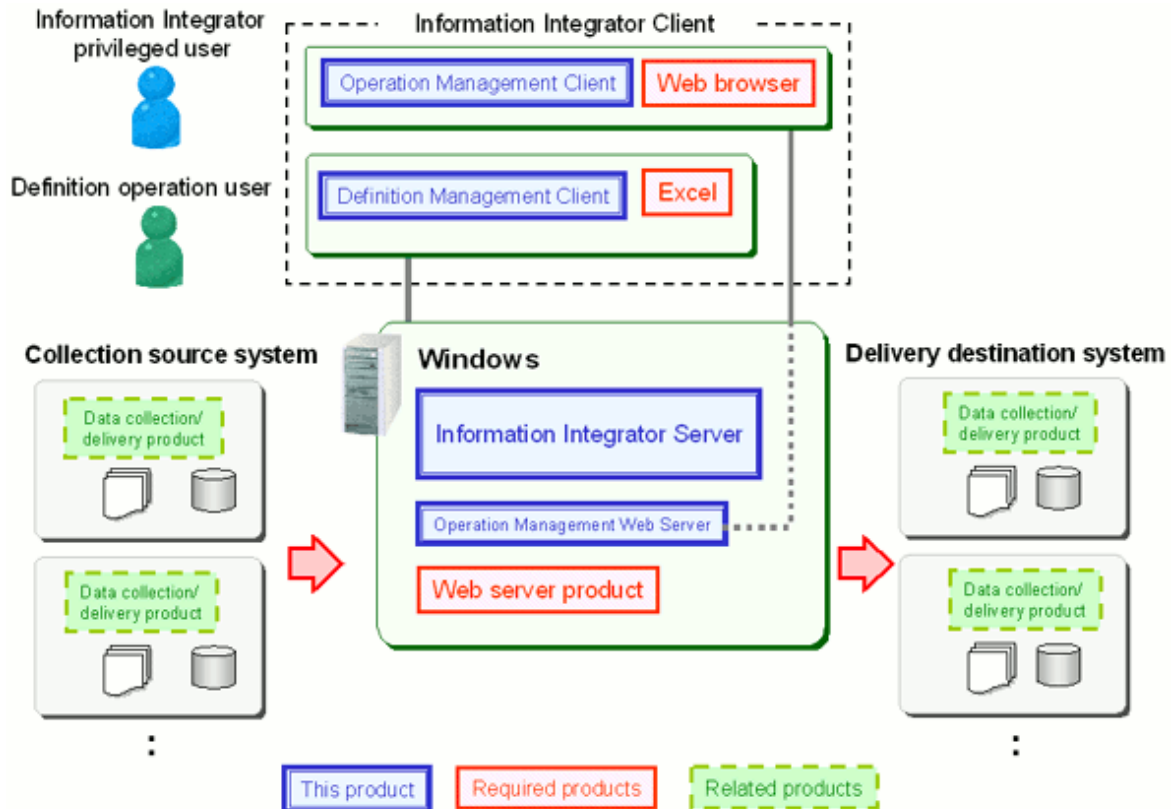 Information Integrator
privileged user
Information Integrator Client
Operation Management Client
Web browser
Definition operation user
Definition Management Client
Excel
Collection source system
Windows
Delivery destination system
Data collection/
delivery product
Information Integrator Server
Data collection/
delivery product
Operation Management Web Server
Data collection/
delivery product
Web server product
Data collection/
delivery product
:
:
This product
Required products
Related products